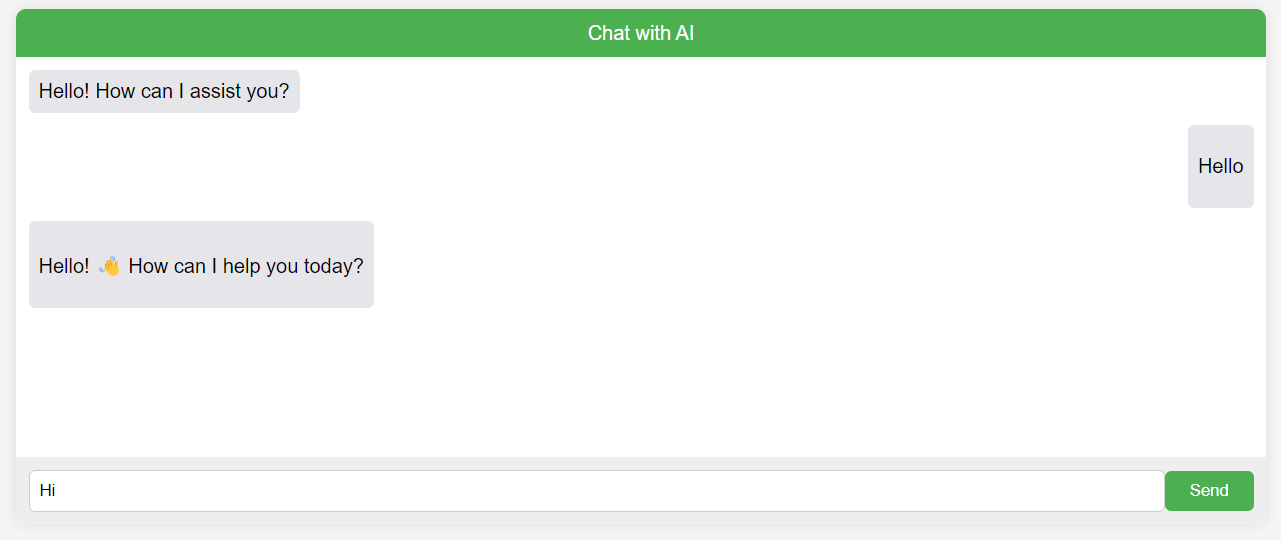 Chat with AI
Hello! How can I assist you?
Hello
Hello! 👋 How can I help you today?
Hi
Send